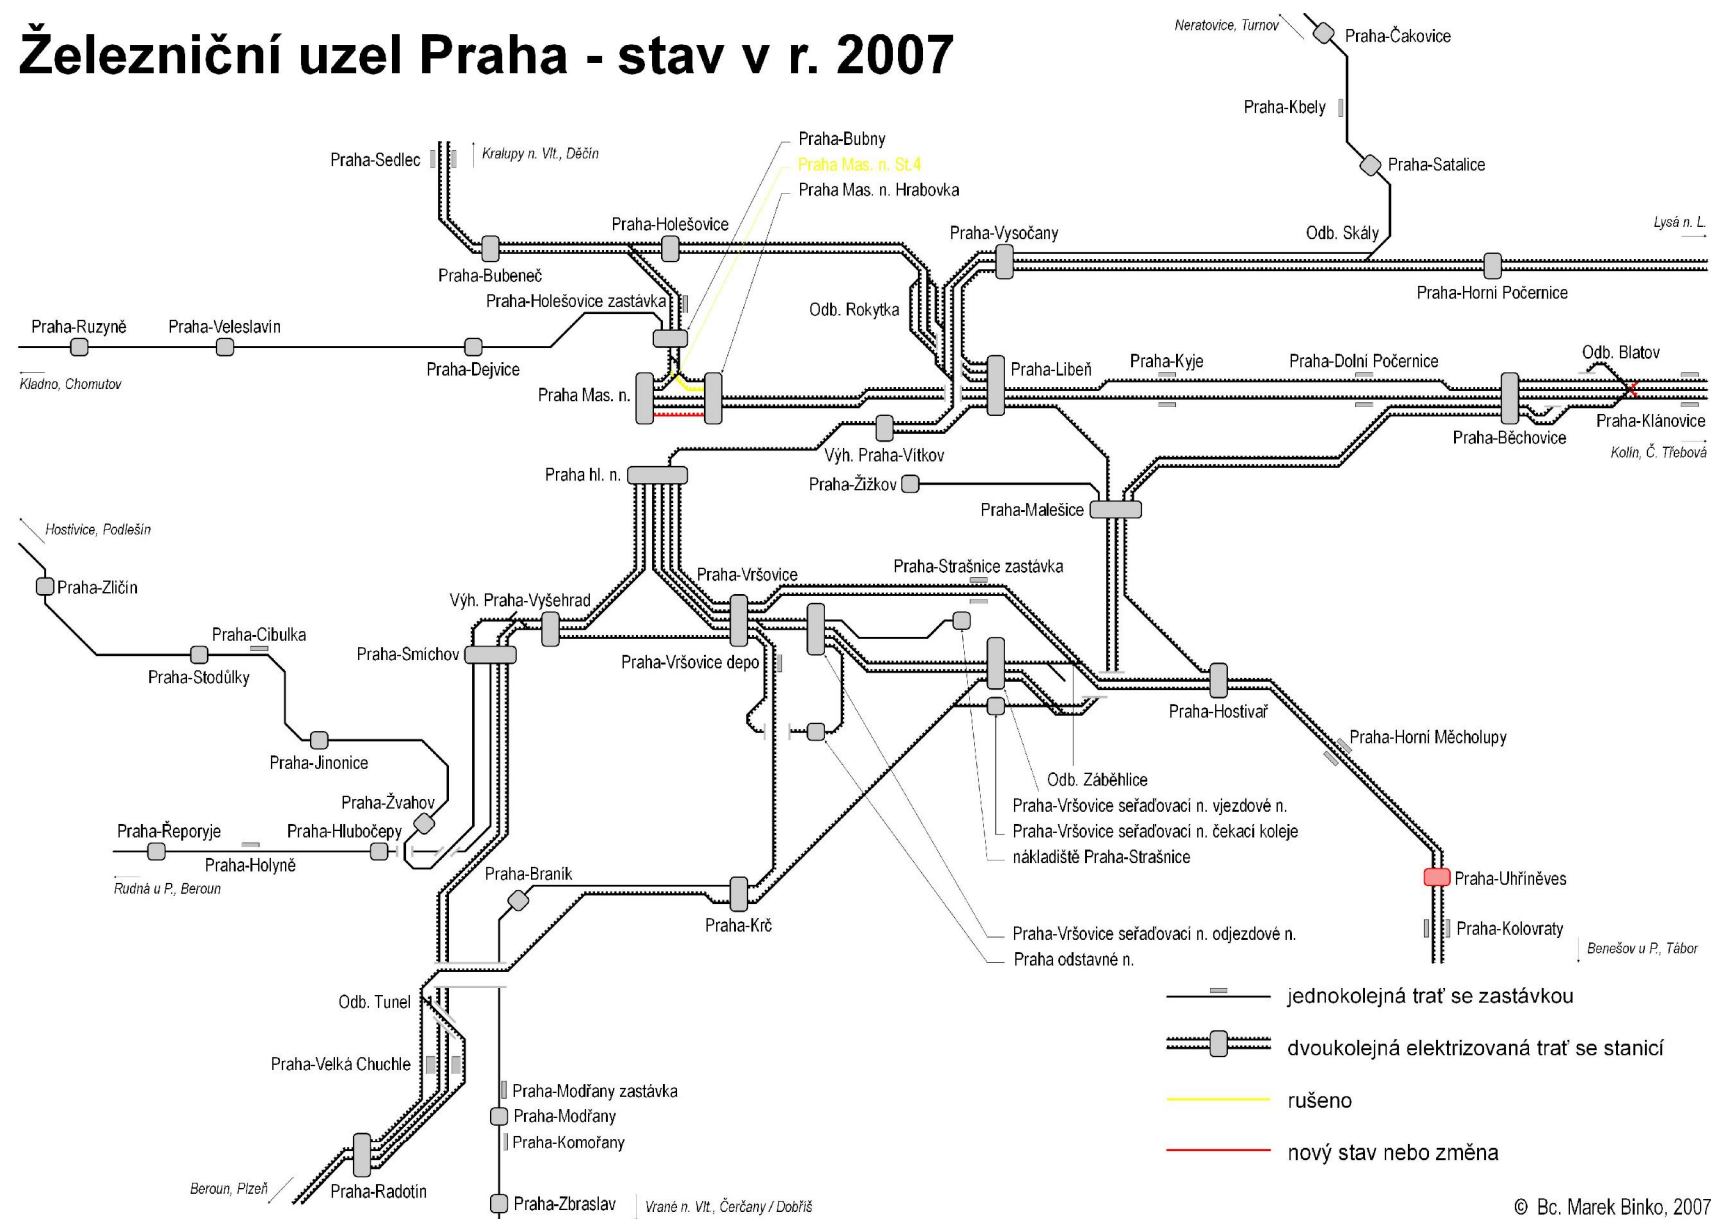 Železniční uzel Praha - stav v r. 2007
Neratovice, Turnov
Praha-Čakovice
Praha-Kbely
Praha-Satalice
Praha-Bubny
Praha Mas. n. St.4
Praha Mas. n. Hrabovka
Praha-Sedlec
Kralupy n. Vlt., Děčín
Praha-Holešovice
Praha-Vysočany
Odb. Skály
Lysá n. L.
Praha-Bubeneč
Praha-Holešovice zastávka
Odb. Rokytka
Praha-Horní Počernice
Praha-Ruzyně
Praha-Veleslavín
Praha-Dejvice
Kladno, Chomutov
Praha Mas. n.
Praha-Libeň
Praha-Kyje
Praha-Dolní Počernice
Odb. Blatov
Praha-Klánovice
Praha-Běchovice
Kolín, Č. Třebová
Výh. Praha-Vítkov
Praha hl. n.
Praha-Žižkov
Praha-Malešice
Hostivice, Podlešín
Praha-Zličín
Praha-Strašnice zastávka
Praha-Vršovice
Výh. Praha-Vyšehrad
Praha-Cibulka
Praha-Smíchov
Praha-Vršovice depo
Praha-Stodůlky
Praha-Hostivař
Praha-Horní Měcholupy
Praha-Jinonice
Odb. Záběhlice
Praha-Žvahov
Praha-Vršovice seřaďovací n. vjezdové n.
Praha-Řeporyje
Praha-Hlubočepy
Praha-Vršovice seřaďovací n. čekací koleje
Praha-Holyně
nákladiště Praha-Strašnice
Rudná u P., Beroun
Praha-Braník
Praha-Uhříněves
Praha-Krč
Praha-Vršovice seřaďovací n. odjezdové n.
Praha-Kolovraty
Praha odstavné n.
Benešov u P., Tábor
Odb. Tunel
jednokolejná trať se zastávkou
dvoukolejná elektrizovaná trať se stanicí
Praha-Velká Chuchle
Praha-Modřany zastávka
rušeno
Praha-Modřany
Praha-Komořany
nový stav nebo změna
Beroun, Plzeň
Praha-Radotín
Praha-Zbraslav
Vrané n. Vlt., Čerčany / Dobříš
© Bc. Marek Binko, 2007